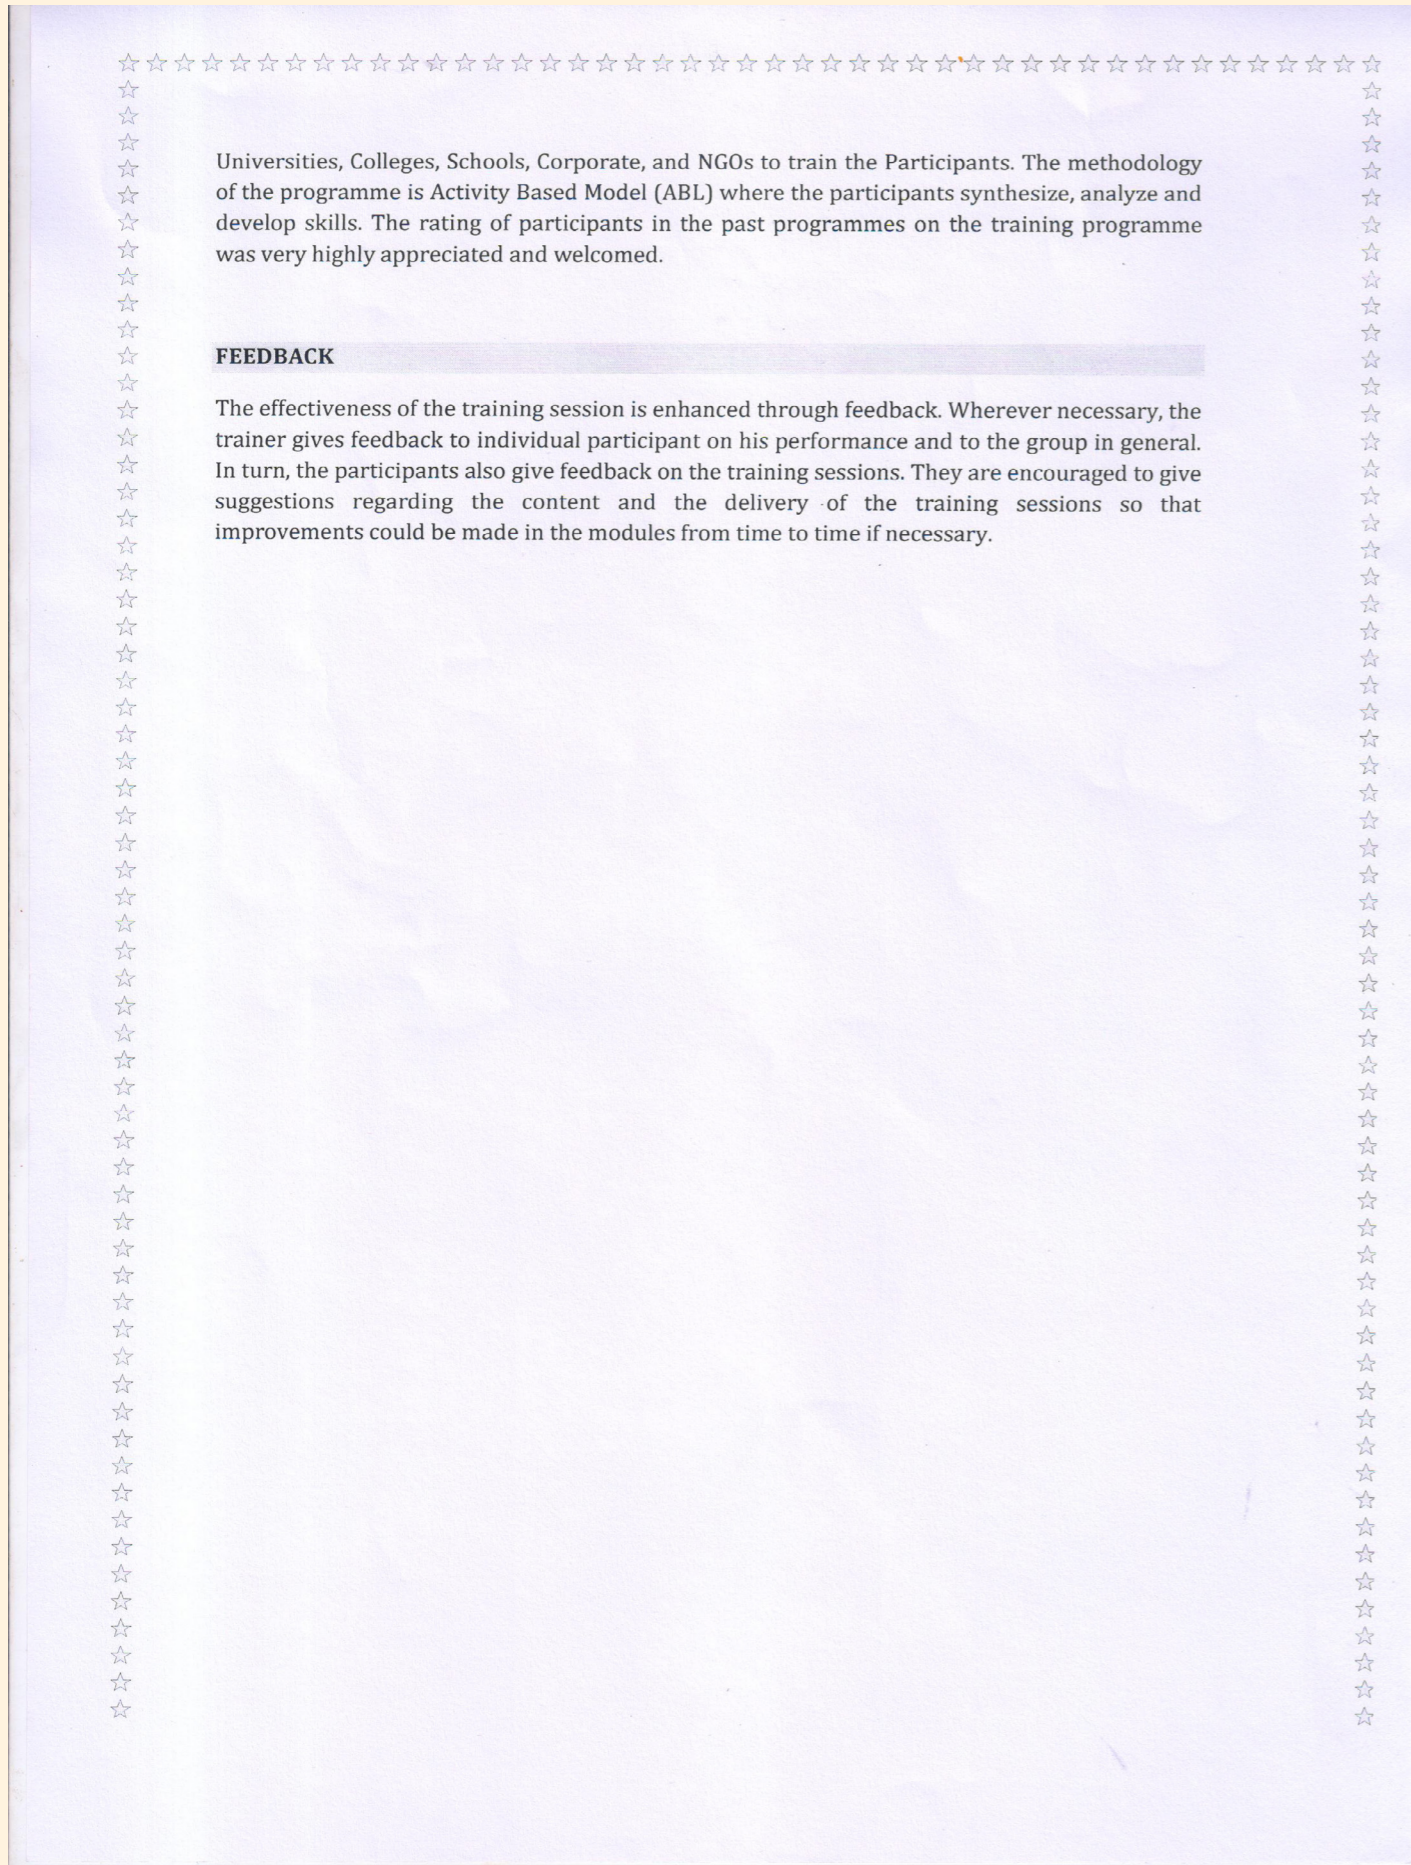 Universities, Colleges, Schools, Corporate, and NGOs to train the Participants. The methodology
of the programme is Activity Based Model (ABL) where the participants synthesize, analyze and
develop skills. The rating of participants in the past programmes on the training programme
was very highly appreciated and welcomed.
FEEDBACK
The effectiveness of the training session is enhanced through feedback. Wherever necessary, the
trainer gives feedback to individual participant on his performance and to the group in general.
In turn, the participants also give feedback on the training sessions. They are encouraged to give
suggestions regarding the content and the delivery of the training sessions so that
improvements could be made in the modules from time to time if necessary.